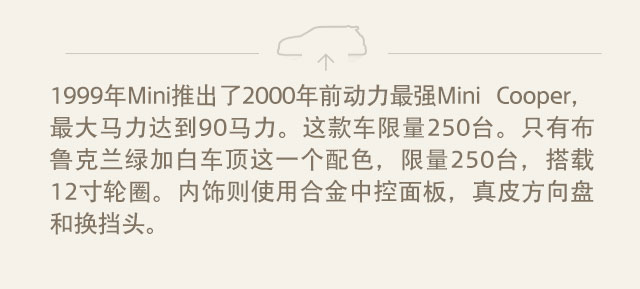 1999年Mini推出了2000年前动力最强Mini Cooper，
最大马力达到90马力。这款车限量250台。只有布
鲁克兰绿加白车顶这一个配色，限量250台，搭载
12寸轮圈。内饰则使用合金中控面板，真皮方向盘
和换挡头。